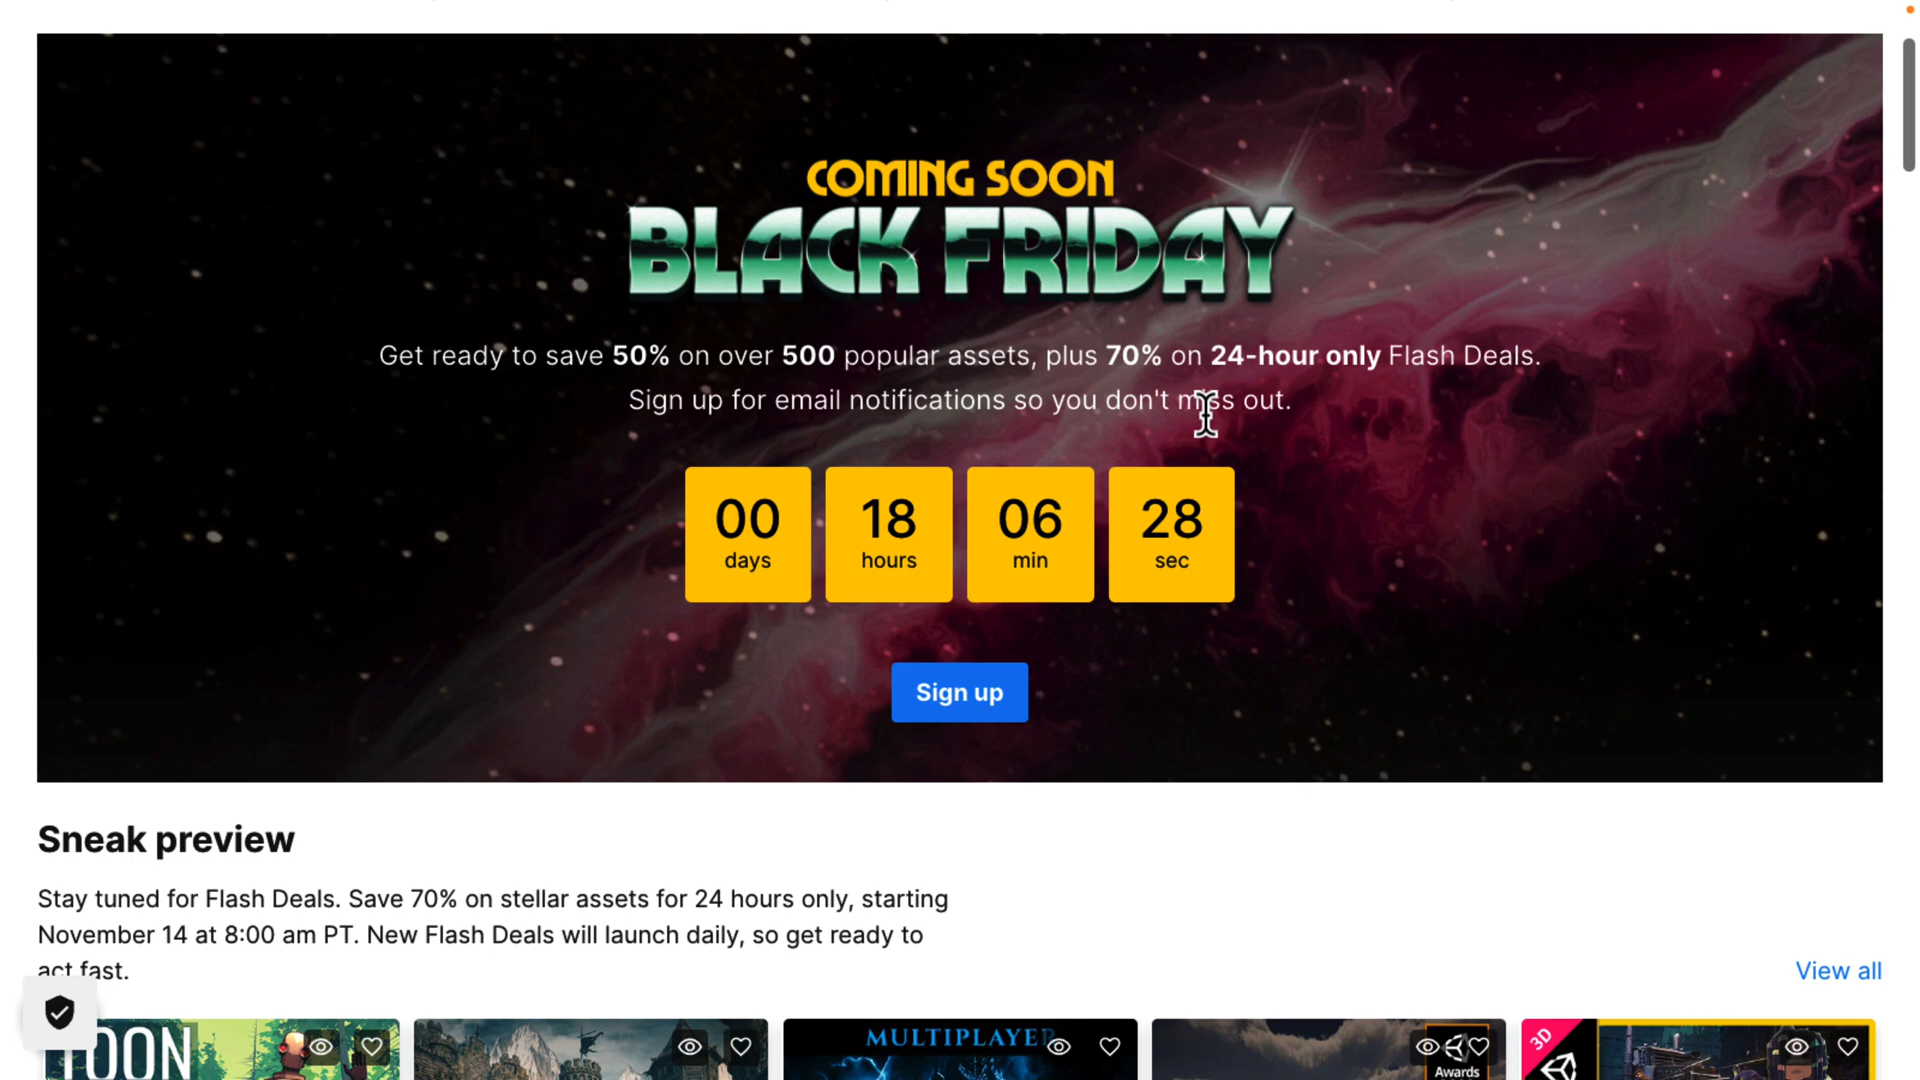 COMING SOON
BLACK FRIDAY
Get ready to save 50% on over 500 popular assets, plus 70% on 24-hour only Flash Deals.
Sign up for email notifications so you don't miss out.
00 18 06 28
days hours min sec
Sign up
Sneak preview
Stay tuned for Flash Deals. Save 70% on stellar assets for 24 hours only, starting
November 14 at 8:00 am PT. New Flash Deals will launch daily, so get ready to
act fast.
View all
TOON
MULTIPLAYER
Awards
3D